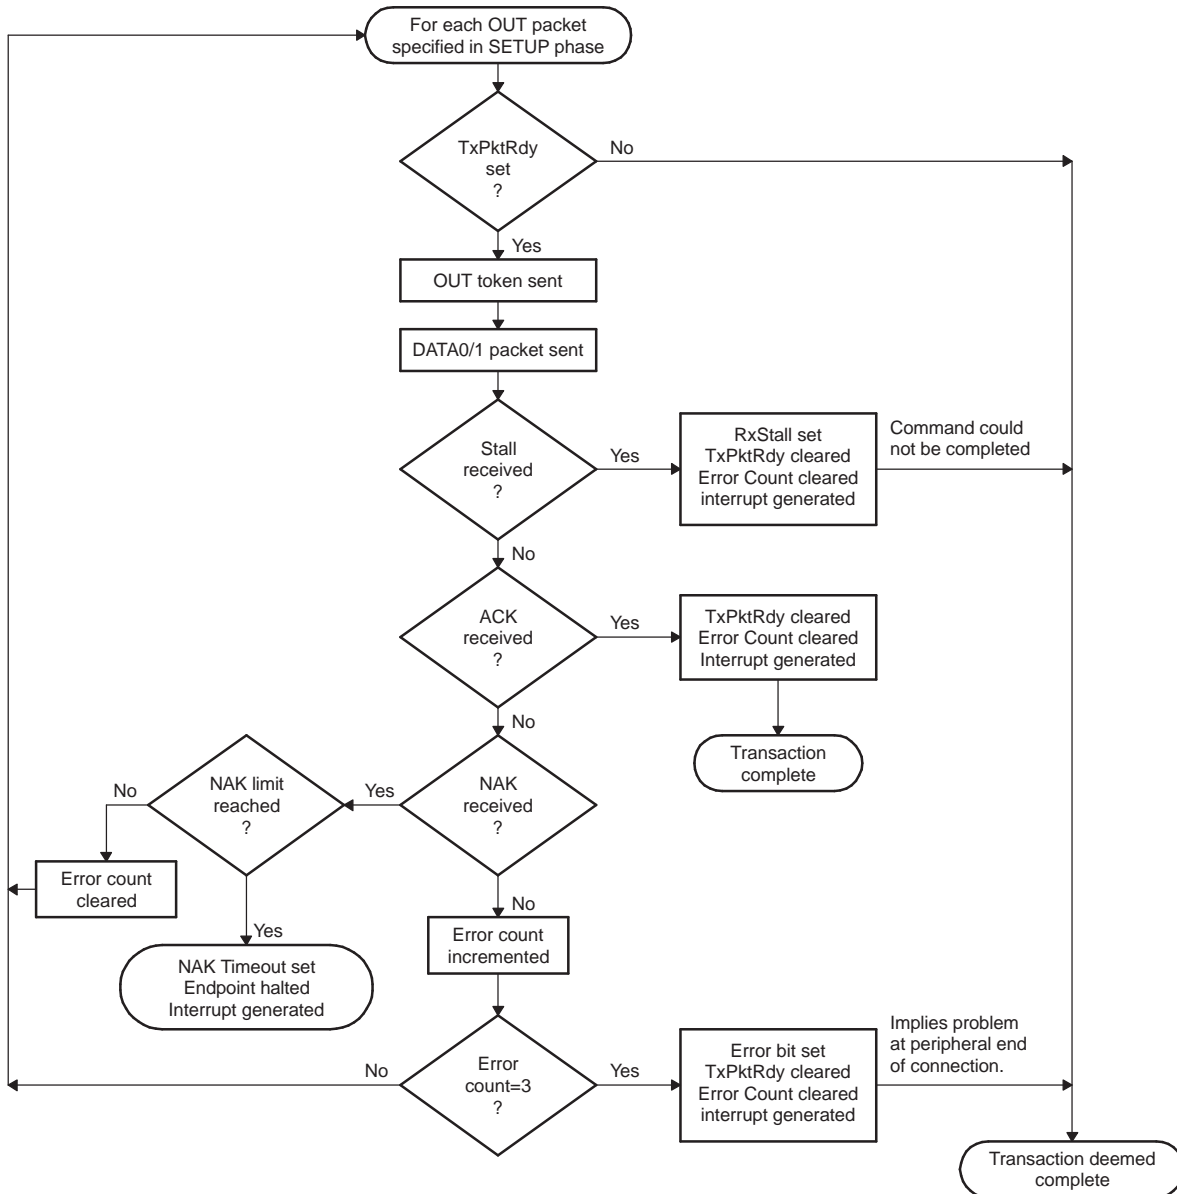 For each OUT packet
specified in SETUP phase
TxPktRdy
set
?
No
Yes
OUT token sent
DATA0/1 packet sent
Stall
received
?
Yes
RxStall set
TxPktRdy cleared
Error Count cleared
interrupt generated
Command could
not be completed
No
ACK
received
?
Yes
TxPktRdy cleared
Error Count cleared
Interrupt generated
No
Transaction
complete
NAK
received
?
Yes
NAK limit
reached
?
No
Error count
cleared
Yes
NAK Timeout set
Endpoint halted
Interrupt generated
No
Error count
incremented
Error
count=3
?
No
Yes
Error bit set
TxPktRdy cleared
Error Count cleared
interrupt generated
Implies problem
at peripheral end
of connection.
Transaction deemed
complete